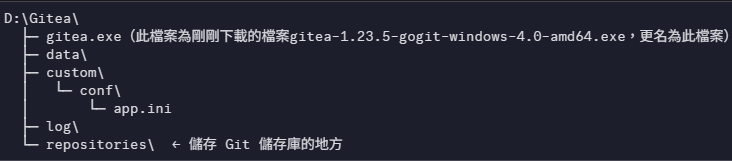 D:\Gitea\
├─ gitea.exe（此檔案為剛剛下載的檔案gitea-1.23.5-gogit-windows-4.0-amd64.exe，更名為此檔案）
├─ data\
├─ custom\
│  └─ conf\
│      └─ app.ini
├─ log\
└─ repositories\  ← 儲存 Git 儲存庫的地方